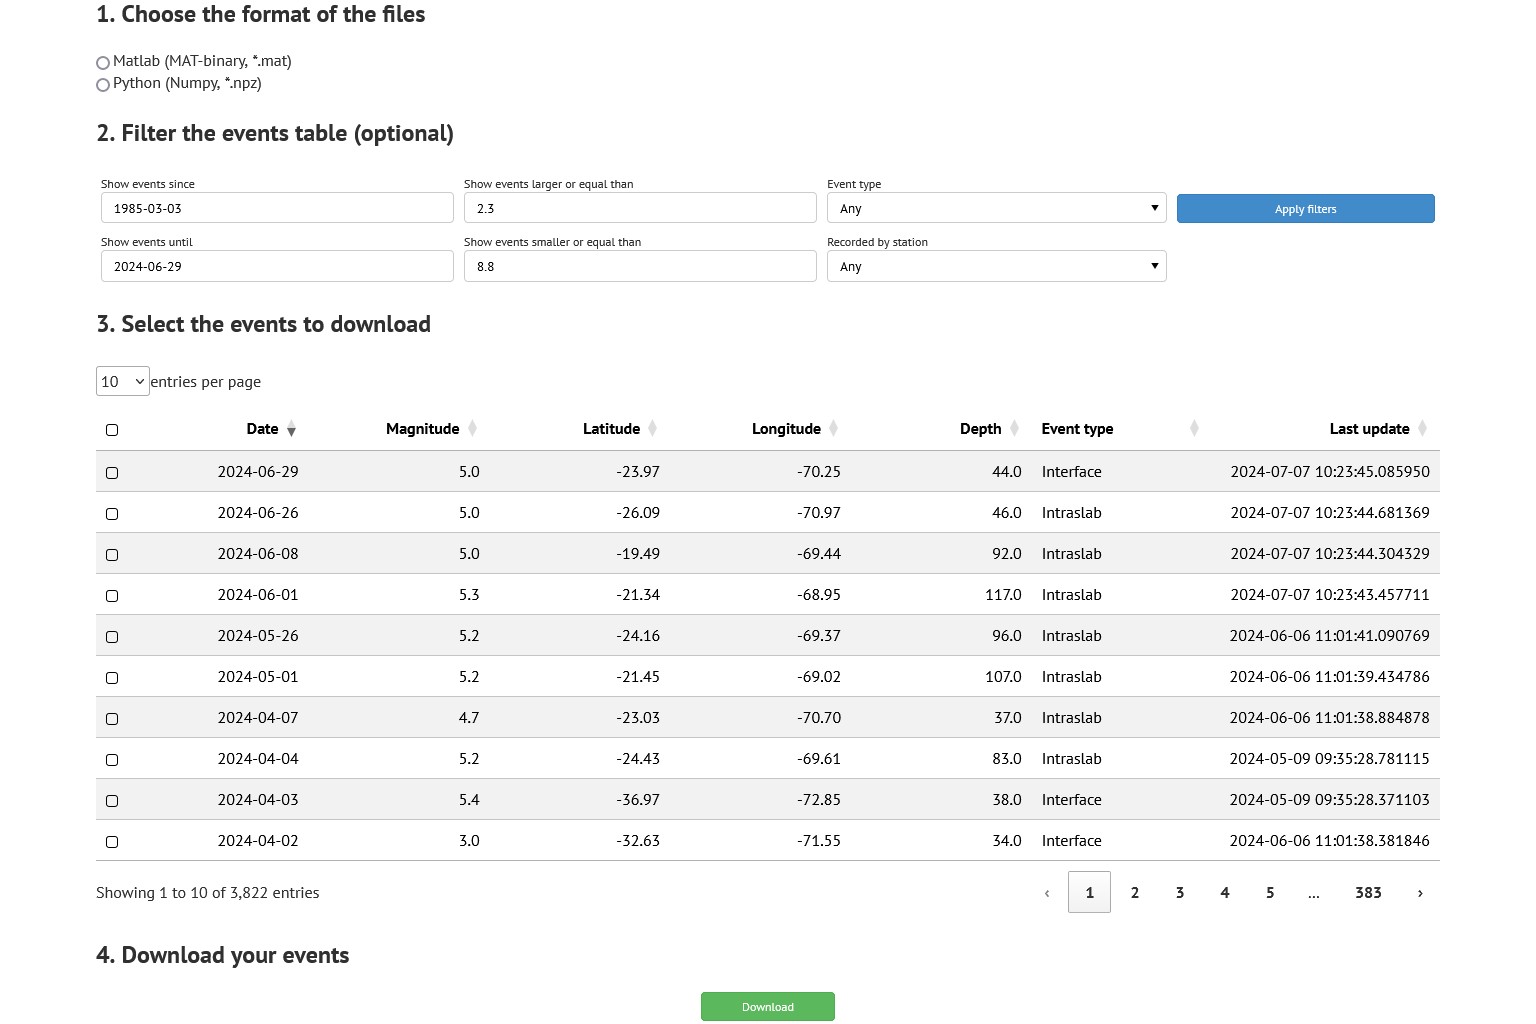 1. Choose the format of the files
Matlab (MAT-binary, *.mat)
Python (Numpy, *.npz)
2. Filter the events table (optional)
Show events since Show events larger or equal than Event type
1985-03-03 2.3 Any Apply filters
Show events until Show events smaller or equal than Recorded by station
2024-06-29 8.8 Any
3. Select the events to download
10 entries per page
Date Magnitude Latitude Longitude Depth Event type Last update
2024-06-29 5.0 -23.97 -70.25 44.0 Interface 2024-07-07 10:23:45.085950
2024-06-26 5.0 -26.09 -70.97 46.0 Intraslab 2024-07-07 10:23:44.681369
2024-06-08 5.0 -19.49 -69.44 92.0 Intraslab 2024-07-07 10:23:44.304329
2024-06-01 5.3 -21.34 -68.95 117.0 Intraslab 2024-07-07 10:23:43.457711
2024-05-26 5.2 -24.16 -69.37 96.0 Intraslab 2024-06-06 11:01:41.090769
2024-05-01 5.2 -21.45 -69.02 107.0 Intraslab 2024-06-06 11:01:39.434786
2024-04-07 4.7 -23.03 -70.70 37.0 Intraslab 2024-06-06 11:01:38.884878
2024-04-04 5.2 -24.43 -69.61 83.0 Intraslab 2024-05-09 09:35:28.781115
2024-04-03 5.4 -36.97 -72.85 38.0 Interface 2024-05-09 09:35:28.371103
2024-04-02 3.0 -32.63 -71.55 34.0 Interface 2024-06-06 11:01:38.381846
Showing 1 to 10 of 3,822 entries ‹ 1 2 3 4 5 ... 383 ›
4. Download your events
Download